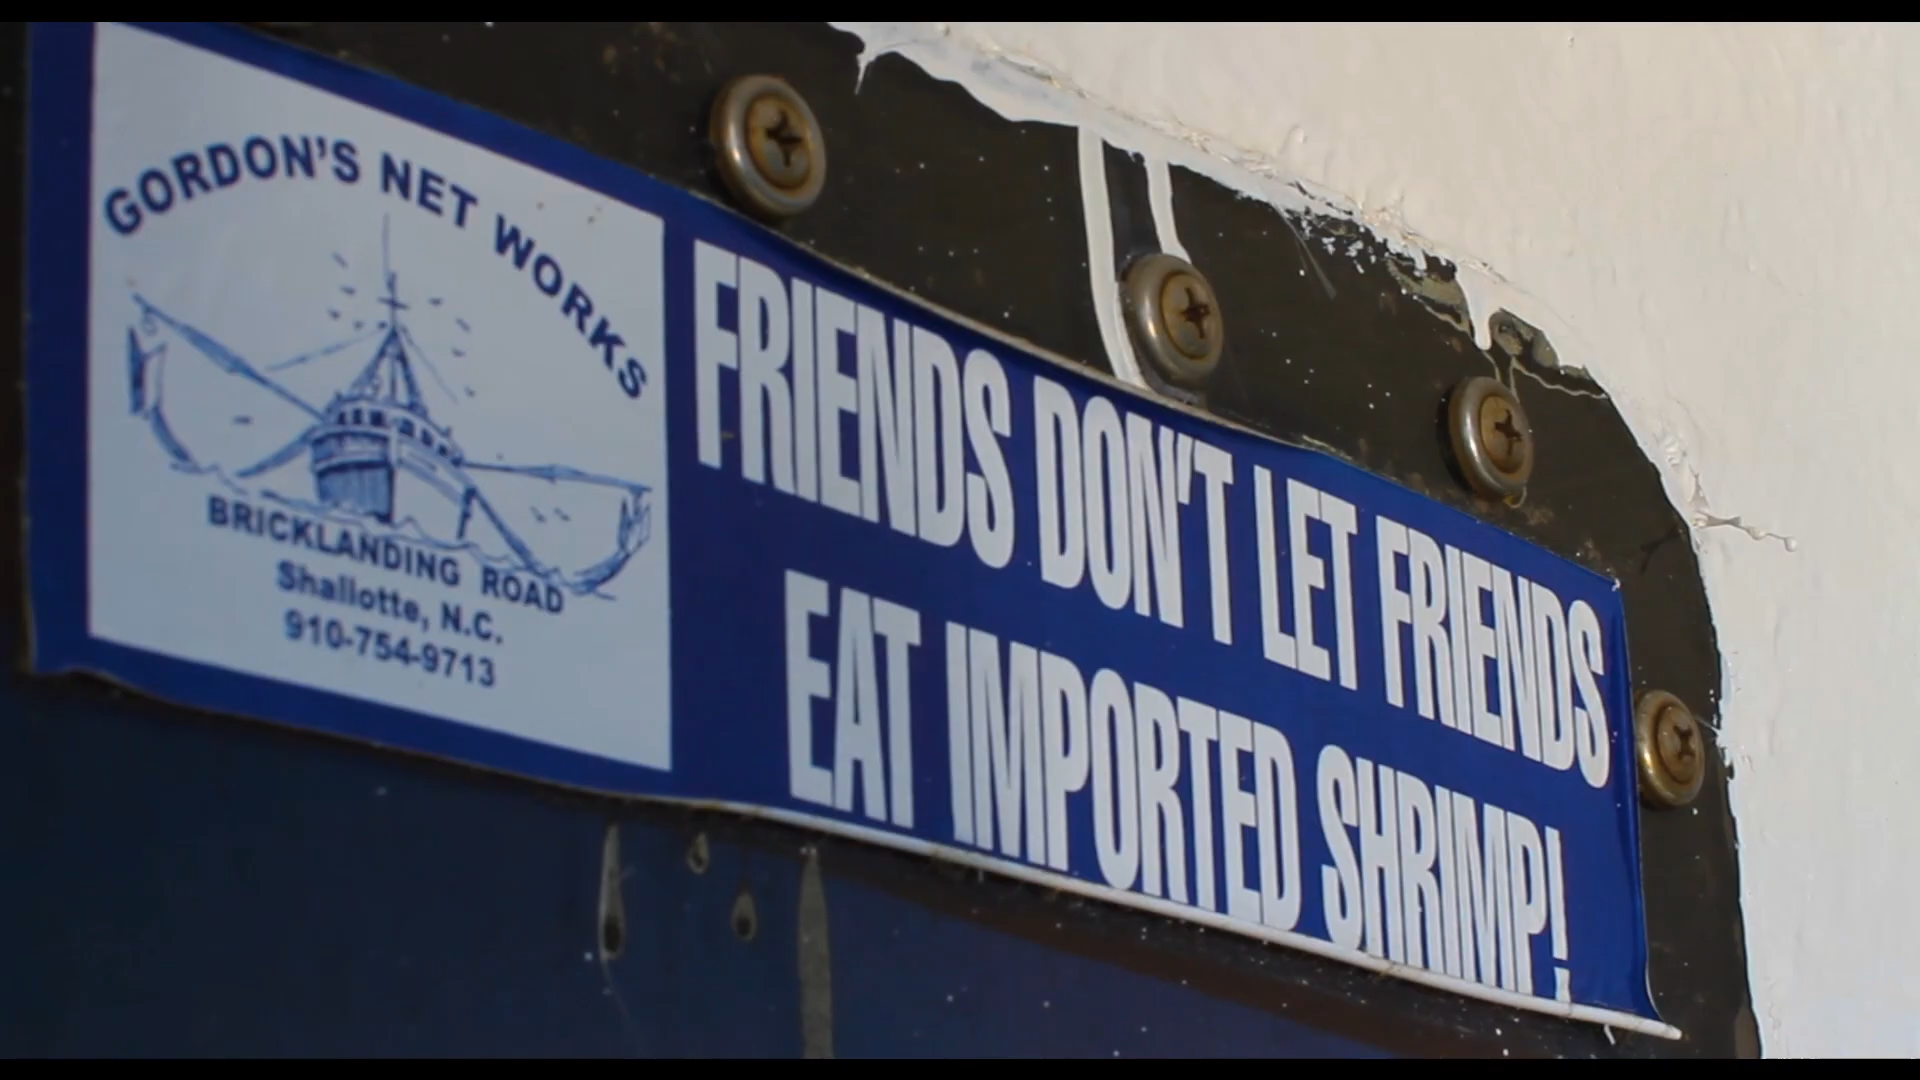 GORDON'S NET WORKS
BRICKLANDING ROAD
Shallotte, N.C.
910-754-9713
FRIENDS DON'T LET FRIENDS
EAT IMPORTED SHRIMP!